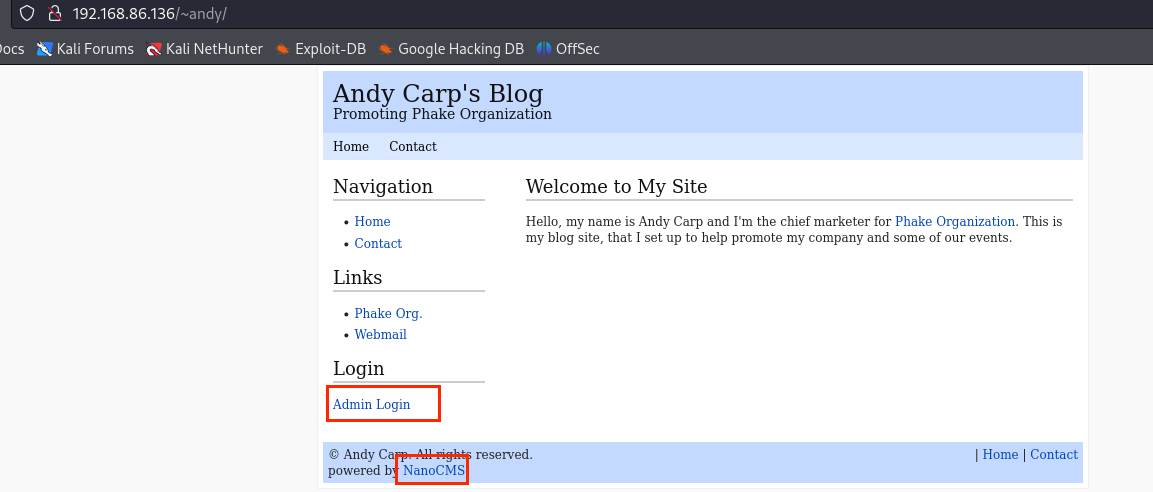 192.168.86.136/~andy/
Docs Kali Forums Kali NetHunter Exploit-DB Google Hacking DB OffSec
Andy Carp's Blog
Promoting Phake Organization
Home Contact
Navigation
Home
Contact
Links
Phake Org.
Webmail
Login
Admin Login
Welcome to My Site
Hello, my name is Andy Carp and I'm the chief marketer for Phake Organization. This is
my blog site, that I set up to help promote my company and some of our events.
© Andy Carp. All rights reserved.
powered by NanoCMS
| Home | Contact